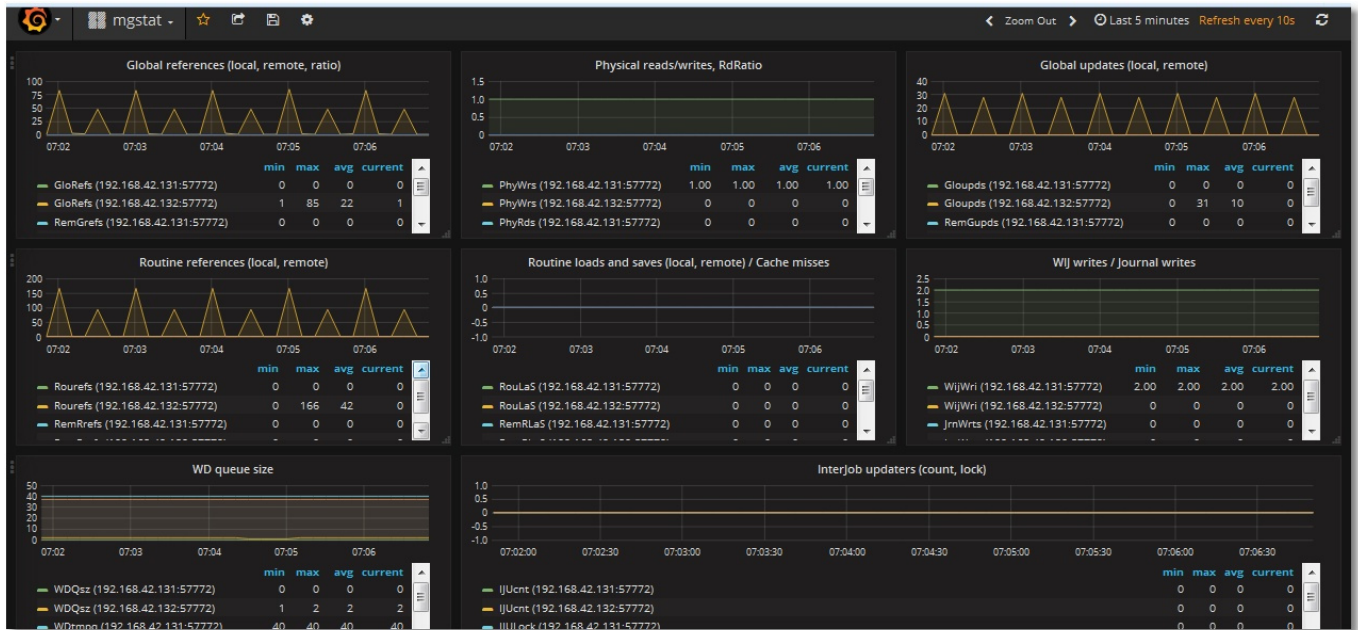 mgstat
Zoom Out Last 5 minutes Refresh every 10s
Global references (local, remote, ratio)
100
75
50
25
0
07:02 07:03 07:04 07:05 07:06
min max avg current
GloRefs (192.168.42.131:57772) 0 0 0 0
GloRefs (192.168.42.132:57772) 1 85 22 1
RemGrefs (192.168.42.131:57772) 0 0 0 0
Physical reads/writes, RdRatio
1.5
1.0
0.5
0
07:02 07:03 07:04 07:05 07:06
min max avg current
PhyWrs (192.168.42.131:57772) 1.00 1.00 1.00 1.00
PhyWrs (192.168.42.132:57772) 0 0 0 0
PhyRds (192.168.42.131:57772) 0 0 0 0
Global updates (local, remote)
40
30
20
10
0
07:02 07:03 07:04 07:05 07:06
min max avg current
Gloupds (192.168.42.131:57772) 0 0 0 0
Gloupds (192.168.42.132:57772) 0 31 10 0
RemGupds (192.168.42.131:57772) 0 0 0 0
Routine references (local, remote)
200
150
100
50
0
07:02 07:03 07:04 07:05 07:06
min max avg current
Rourefs (192.168.42.131:57772) 0 0 0 0
Rourefs (192.168.42.132:57772) 0 166 42 0
RemRrefs (192.168.42.131:57772) 0 0 0 0
Routine loads and saves (local, remote) / Cache misses
1.0
0.5
0
-0.5
-1.0
07:02 07:03 07:04 07:05 07:06
min max avg current
RouLaS (192.168.42.131:57772) 0 0 0 0
RouLaS (192.168.42.132:57772) 0 0 0 0
RemRLaS (192.168.42.131:57772) 0 0 0 0
WIJ writes / Journal writes
2.5
2.0
1.5
1.0
0.5
0
07:02 07:03 07:04 07:05 07:06
min max avg current
WijWri (192.168.42.131:57772) 2.00 2.00 2.00 2.00
WijWri (192.168.42.132:57772) 0 0 0 0
JrnWrts (192.168.42.131:57772) 0 0 0 0
WD queue size
50
40
30
20
10
0
07:02 07:03 07:04 07:05 07:06
min max avg current
WDQsz (192.168.42.131:57772) 0 0 0 0
WDQsz (192.168.42.132:57772) 1 2 2 2
WDtmpq (192.168.42.131:57772) 40 40 40 40
InterJob updaters (count, lock)
1.0
0.5
0
-0.5
-1.0
07:02:00 07:02:30 07:03:00 07:03:30 07:04:00 07:04:30 07:05:00 07:05:30 07:06:00 07:06:30
min max avg current
IJUcnt (192.168.42.131:57772) 0 0 0 0
IJUcnt (192.168.42.132:57772) 0 0 0 0
IJULock (192.168.42.131:57772) 0 0 0 0